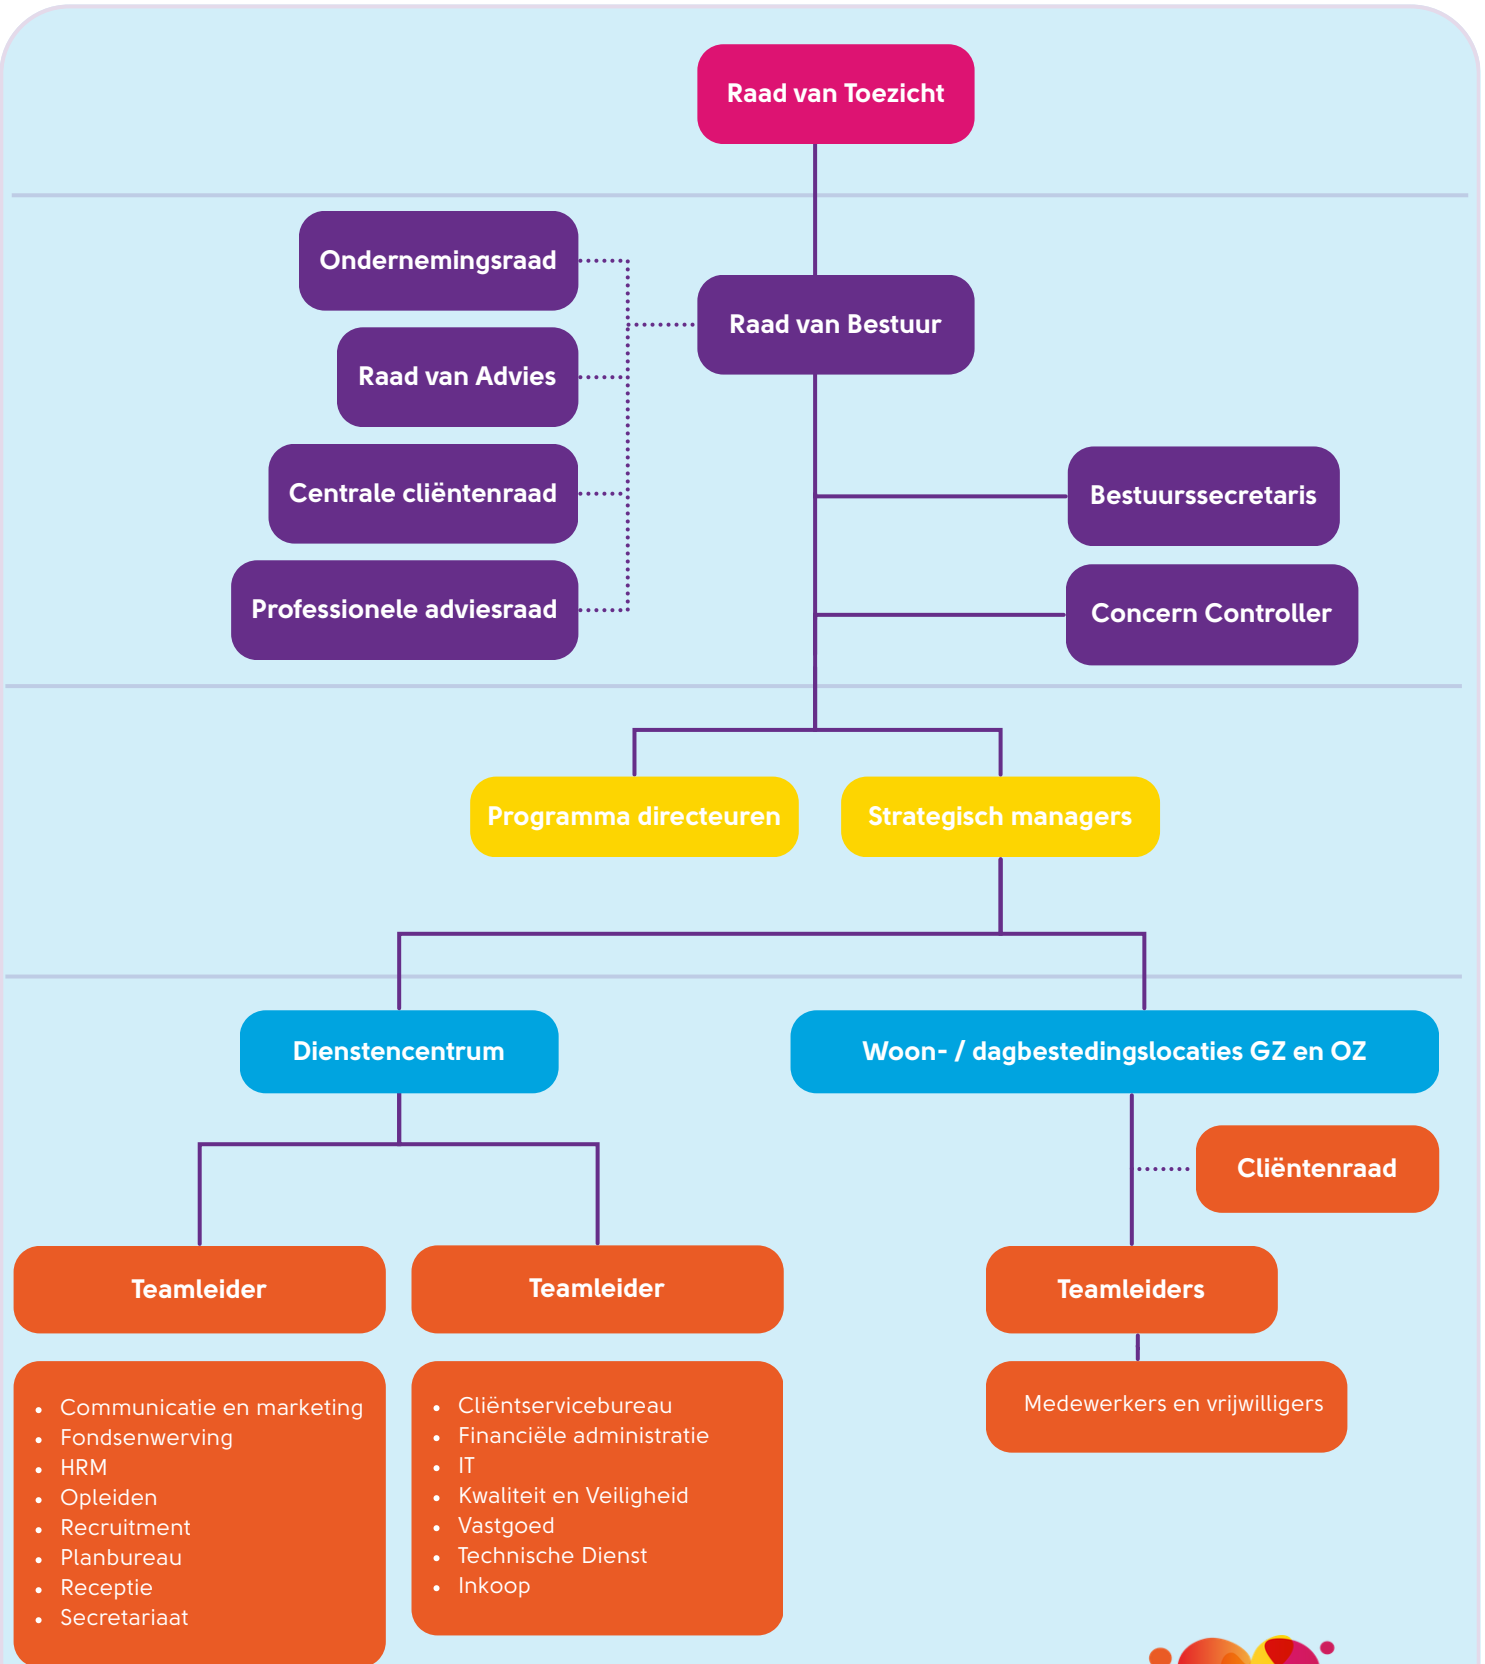 Raad van Toezicht
Ondernemingsraad
Raad van Bestuur
Raad van Advies
Centrale cliëntenraad
Bestuurssecretaris
Professionele adviesraad
Concern Controller
Programma directeuren
Strategisch managers
Dienstencentrum
Woon- / dagbestedingslocaties GZ en OZ
Cliëntenraad
Teamleider
Teamleider
Teamleiders
Communicatie en marketing
Fondsenwerving
HRM
Opleiden
Recruitment
Planbureau
Receptie
Secretariaat
Cliëntservicebureau
Financiële administratie
IT
Kwaliteit en Veiligheid
Vastgoed
Technische Dienst
Inkoop
Medewerkers en vrijwilligers